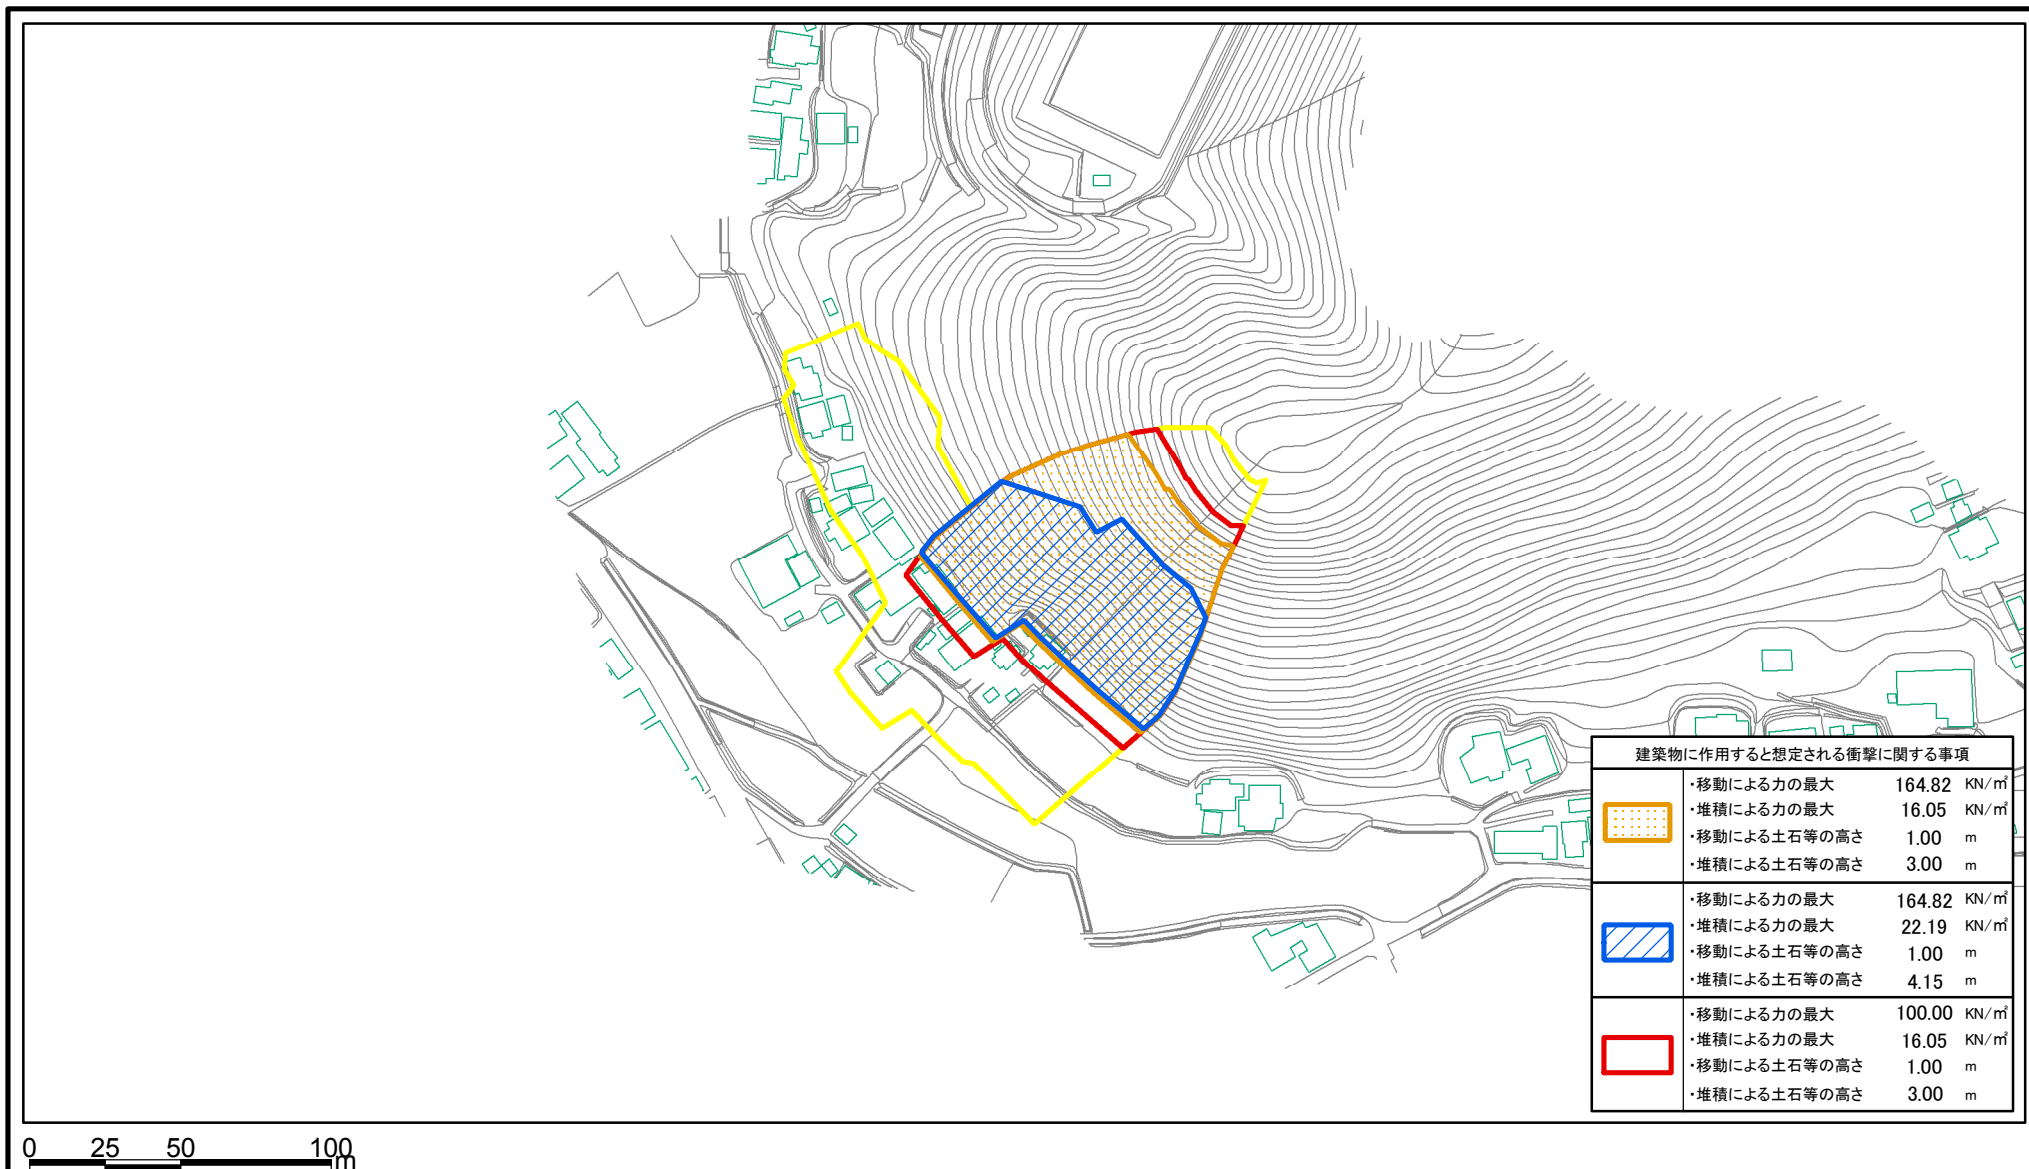 建築物に作用すると想定される衝撃に関する事項
・移動による力の最大 164.82 KN/㎡
・堆積による力の最大 16.05 KN/㎡
・移動による土石等の高さ 1.00 m
・堆積による土石等の高さ 3.00 m
・移動による力の最大 164.82 KN/㎡
・堆積による力の最大 22.19 KN/㎡
・移動による土石等の高さ 1.00 m
・堆積による土石等の高さ 4.15 m
・移動による力の最大 100.00 KN/㎡
・堆積による力の最大 16.05 KN/㎡
・移動による土石等の高さ 1.00 m
・堆積による土石等の高さ 3.00 m
0 25 50 100
m